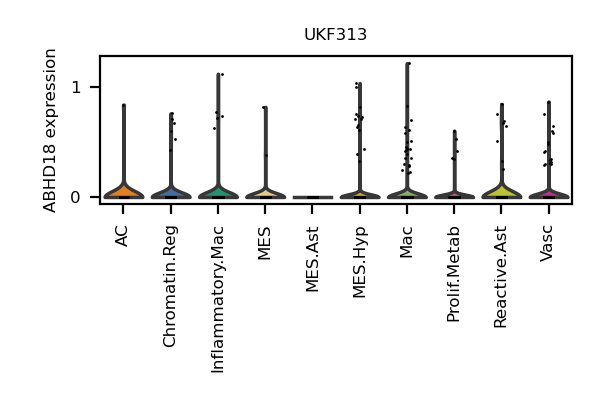 UKF313
ABHD18 expression
1
0
AC
Chromatin.Reg
Inflammatory.Mac
MES
MES.Ast
MES.Hyp
Mac
Prolif.Metab
Reactive.Ast
Vasc